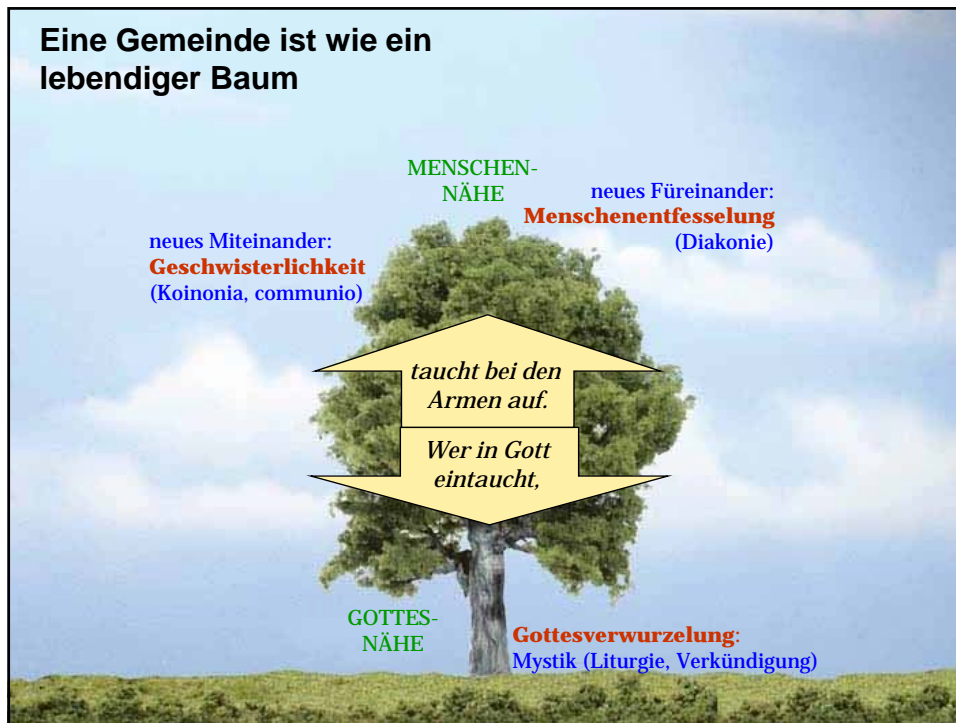 Eine Gemeinde ist wie ein
lebendiger Baum
MENSCHEN-
NÄHE
neues Füreinander:
Menschenentfesselung
(Diakonie)
neues Miteinander:
Geschwisterlichkeit
(Koinonia, communio)
taucht bei den
Armen auf.
Wer in Gott
eintaucht,
GOTTES-
NÄHE
Gottesverwurzelung:
Mystik (Liturgie, Verkündigung)